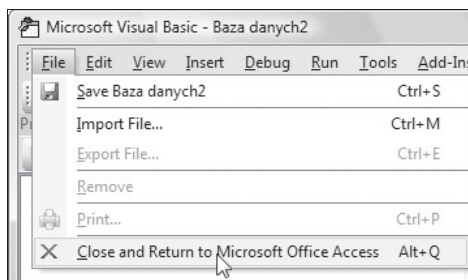 Microsoft Visual Basic - Baza danych2
File Edit View Insert Debug Run Tools Add-Ins
Save Baza danych2 Ctrl+S
Import File... Ctrl+M
Export File... Ctrl+E
Remove
Print... Ctrl+P
Close and Return to Microsoft Office Access Alt+Q